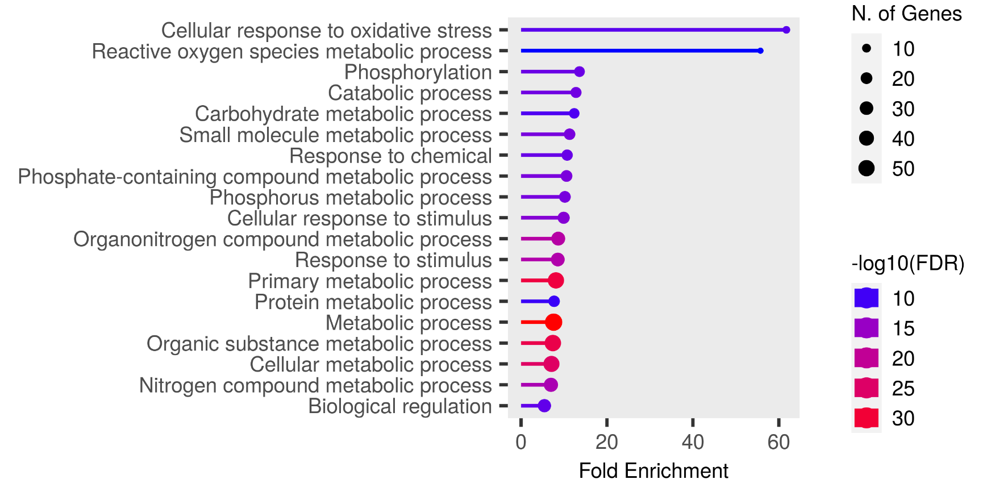 Cellular response to oxidative stress
Reactive oxygen species metabolic process
Phosphorylation
Catabolic process
Carbohydrate metabolic process
Small molecule metabolic process
Response to chemical
Phosphate-containing compound metabolic process
Phosphorus metabolic process
Cellular response to stimulus
Organonitrogen compound metabolic process
Response to stimulus
Primary metabolic process
Protein metabolic process
Metabolic process
Organic substance metabolic process
Cellular metabolic process
Nitrogen compound metabolic process
Biological regulation
0 20 40 60
Fold Enrichment
N. of Genes
10
20
30
40
50
-log10(FDR)
10
15
20
25
30